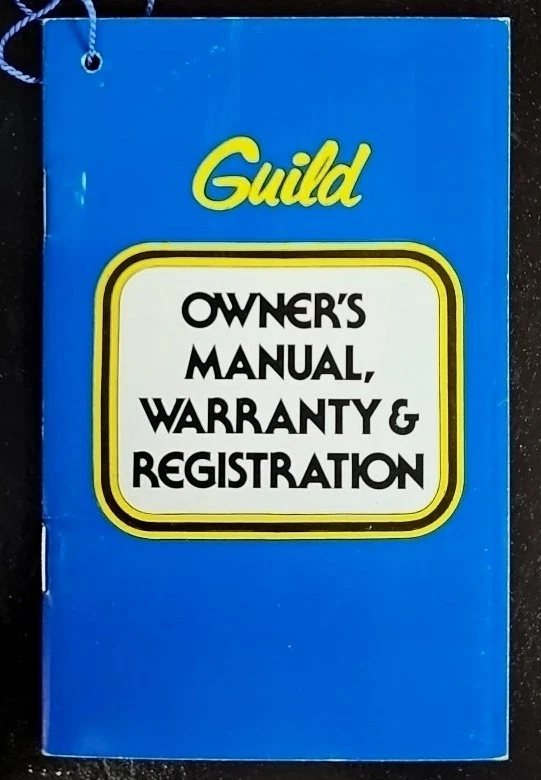 Guild
OWNER'S
MANUAL,
WARRANTY &
REGISTRATION